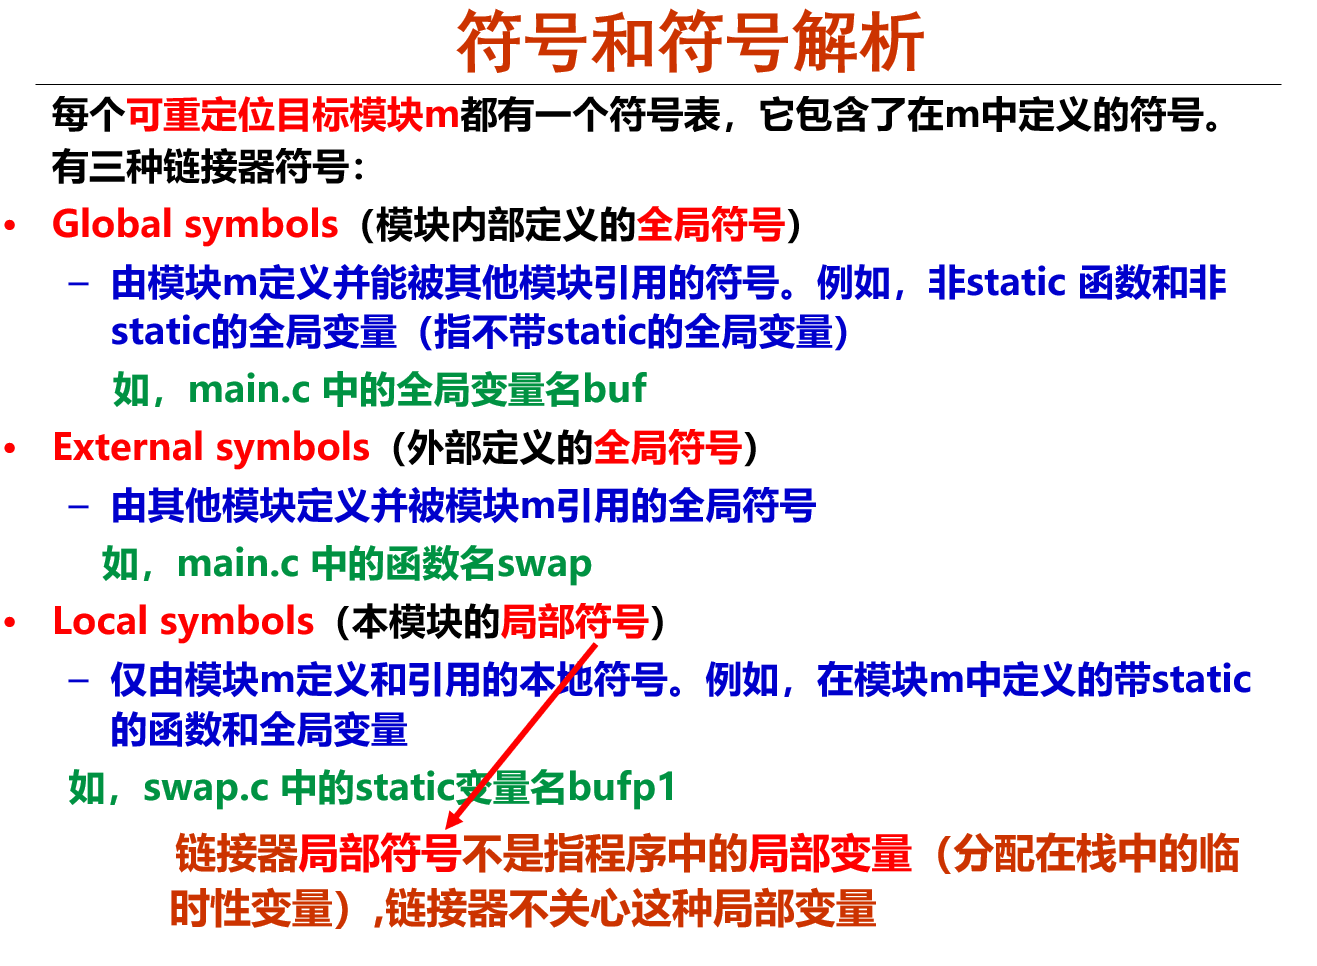 符号和符号解析
每个可重定位目标模块m都有一个符号表，它包含了在m中定义的符号。
有三种链接器符号：
• Global symbols（模块内部定义的全局符号）
– 由模块m定义并能被其他模块引用的符号。例如，非static 函数和非
static的全局变量（指不带static的全局变量）
如，main.c 中的全局变量名buf
• External symbols（外部定义的全局符号）
– 由其他模块定义并被模块m引用的全局符号
如，main.c 中的函数名swap
• Local symbols（本模块的局部符号）
– 仅由模块m定义和引用的本地符号。例如，在模块m中定义的带static
的函数和全局变量
如，swap.c 中的static变量名bufp1
链接器局部符号不是指程序中的局部变量（分配在栈中的临
时性变量）,链接器不关心这种局部变量